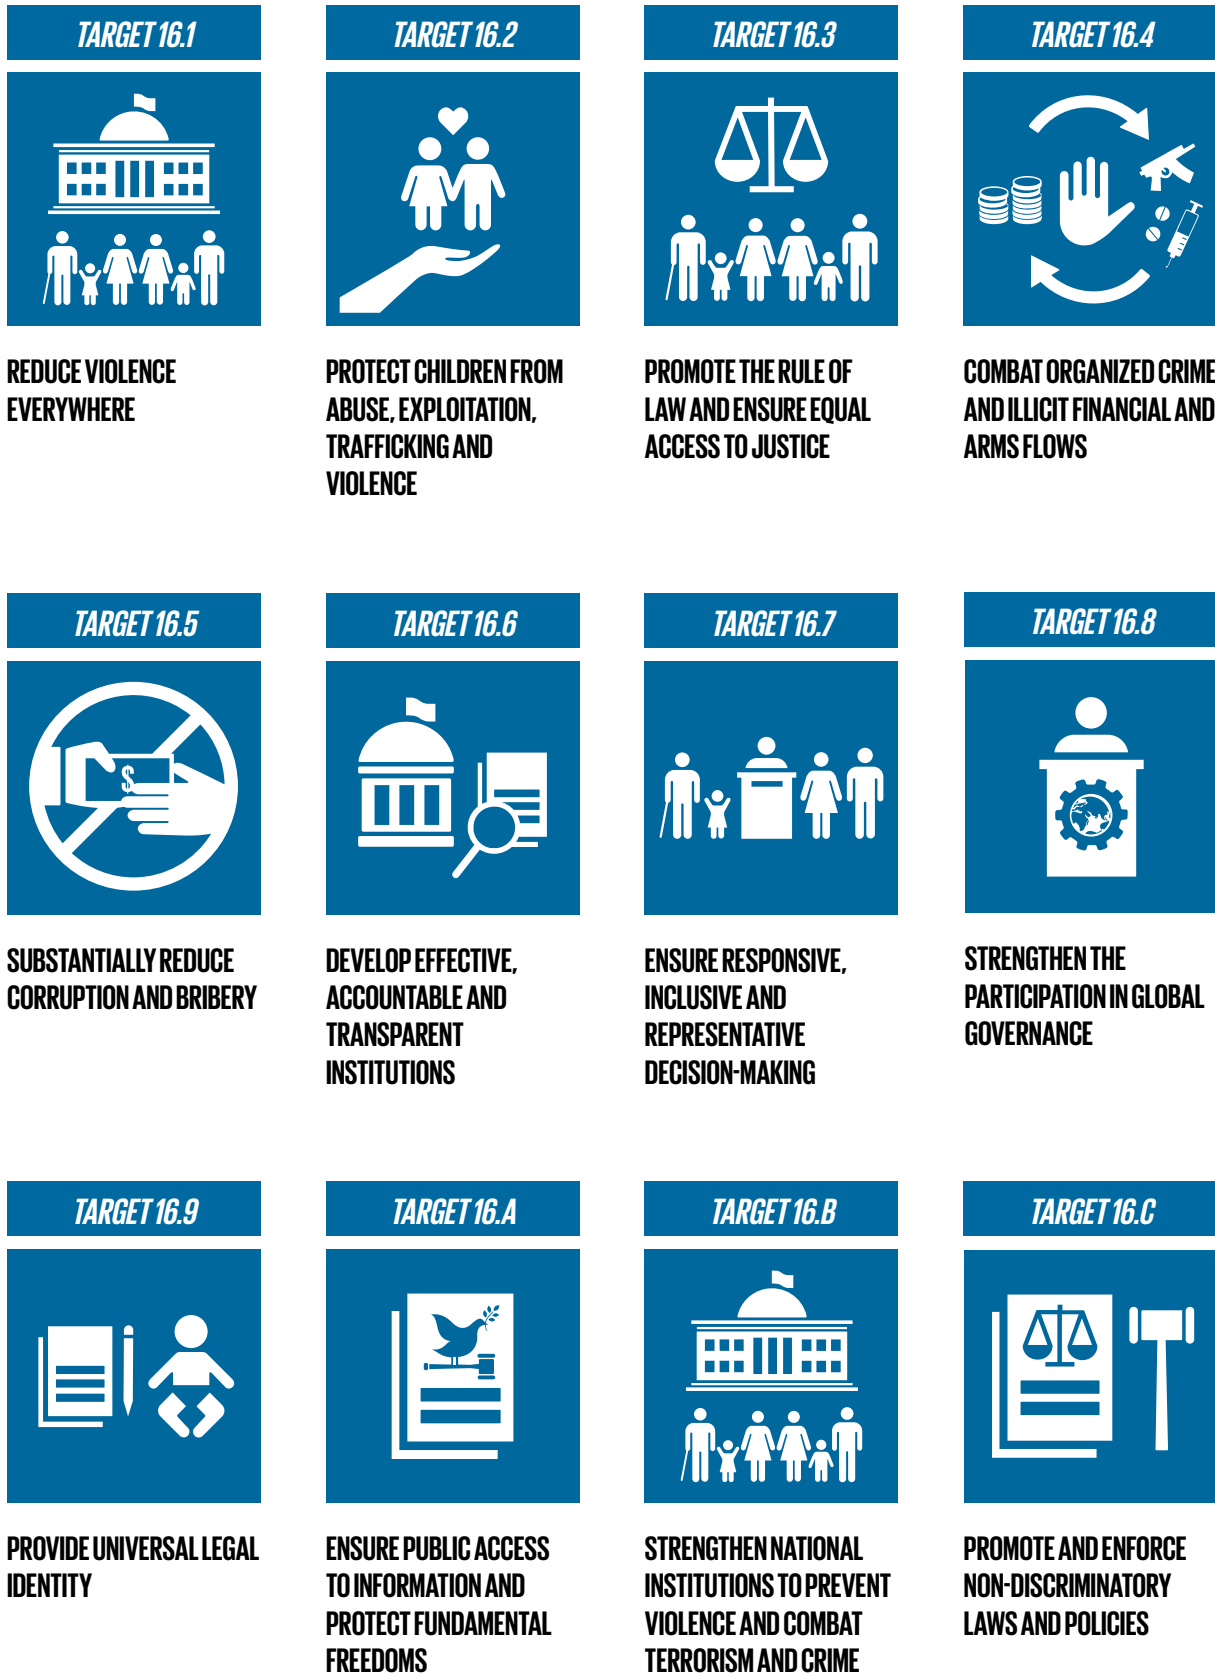 TARGET 16.1
REDUCE VIOLENCE
EVERYWHERE
TARGET 16.2
PROTECT CHILDREN FROM
ABUSE, EXPLOITATION,
TRAFFICKING AND
VIOLENCE
TARGET 16.3
PROMOTE THE RULE OF
LAW AND ENSURE EQUAL
ACCESS TO JUSTICE
TARGET 16.4
COMBAT ORGANIZED CRIME
AND ILLICIT FINANCIAL AND
ARMS FLOWS
TARGET 16.5
$
SUBSTANTIALLY REDUCE
CORRUPTION AND BRIBERY
TARGET 16.6
DEVELOP EFFECTIVE,
ACCOUNTABLE AND
TRANSPARENT
INSTITUTIONS
TARGET 16.7
ENSURE RESPONSIVE,
INCLUSIVE AND
REPRESENTATIVE
DECISION-MAKING
TARGET 16.8
STRENGTHEN THE
PARTICIPATION IN GLOBAL
GOVERNANCE
TARGET 16.9
PROVIDE UNIVERSAL LEGAL
IDENTITY
TARGET 16.A
ENSURE PUBLIC ACCESS
TO INFORMATION AND
PROTECT FUNDAMENTAL
FREEDOMS
TARGET 16.B
STRENGTHEN NATIONAL
INSTITUTIONS TO PREVENT
VIOLENCE AND COMBAT
TERRORISM AND CRIME
TARGET 16.C
PROMOTE AND ENFORCE
NON-DISCRIMINATORY
LAWS AND POLICIES